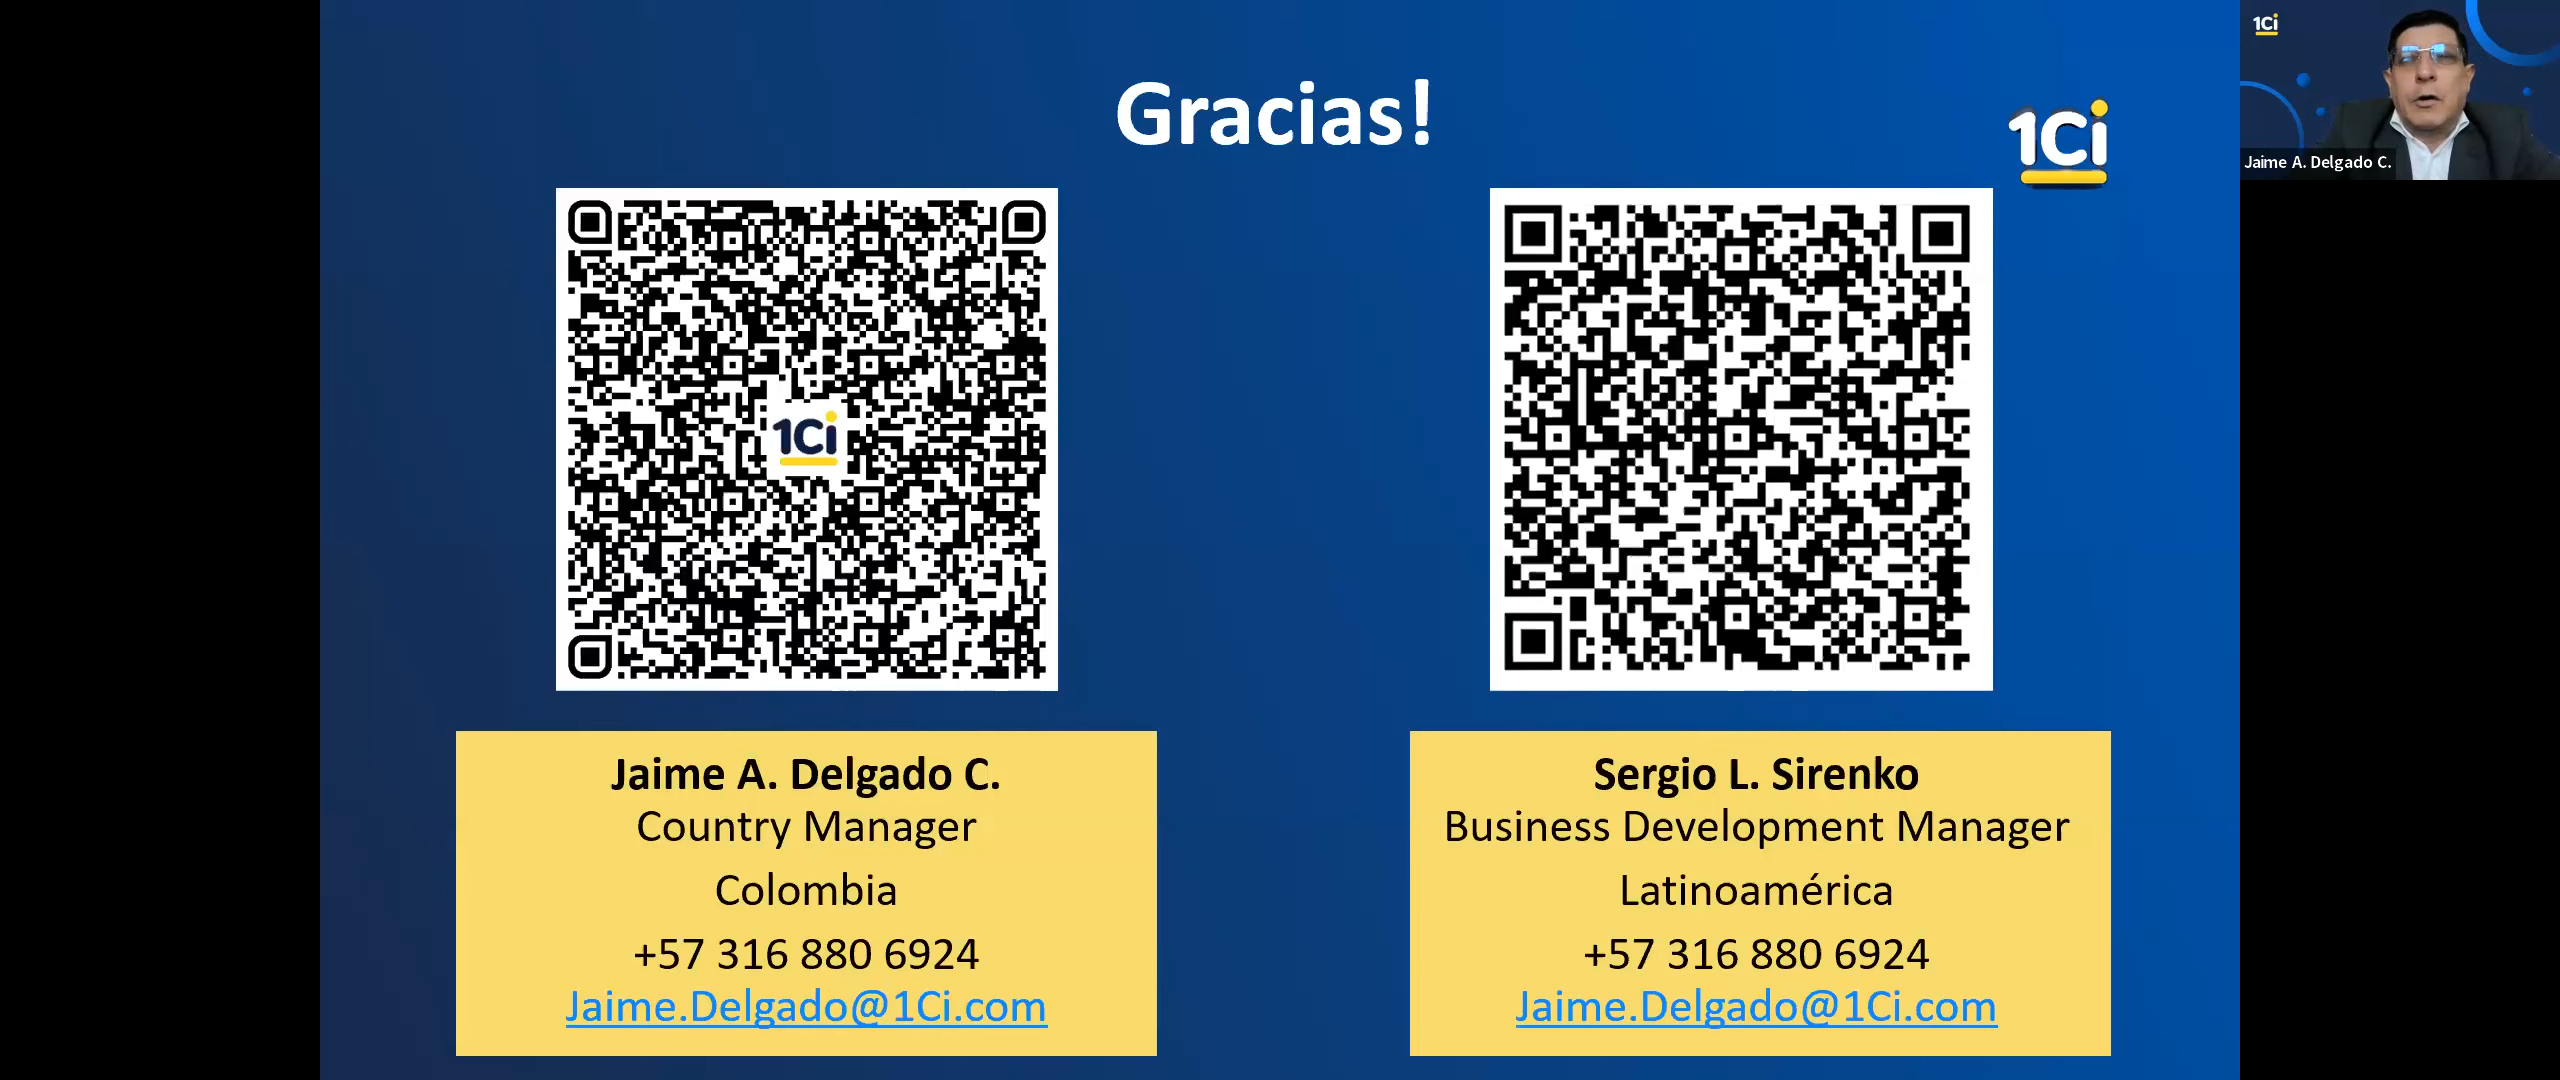 Gracias!
1Ci
1Ci
Jaime A. Delgado C.
1Ci
Jaime A. Delgado C.
Country Manager
Colombia
+57 316 880 6924
Jaime.Delgado@1Ci.com
Sergio L. Sirenko
Business Development Manager
Latinoamérica
+57 316 880 6924
Jaime.Delgado@1Ci.com